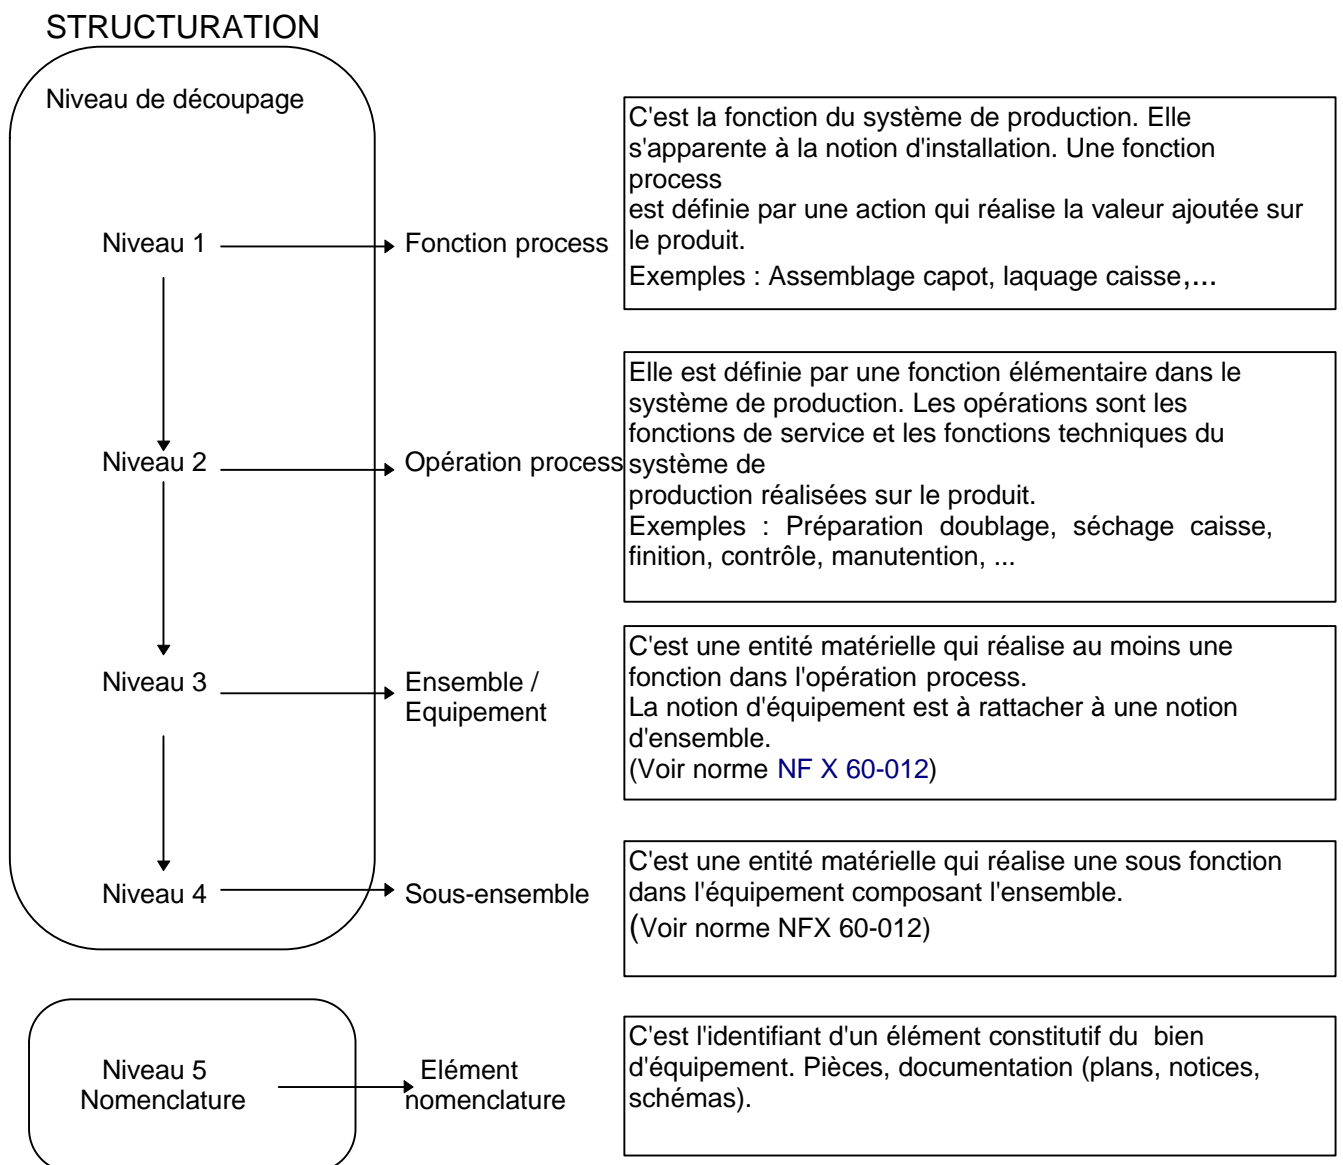 STRUCTURATION
Niveau de découpage
Niveau 1
Fonction process
C'est la fonction du système de production. Elle
s'apparente à la notion d'installation. Une fonction
process
est définie par une action qui réalise la valeur ajoutée sur
le produit.
Exemples : Assemblage capot, laquage caisse,...
Niveau 2
Opération process
Elle est définie par une fonction élémentaire dans le
système de production. Les opérations sont les
fonctions de service et les fonctions techniques du
système de
production réalisées sur le produit.
Exemples : Préparation doublage, séchage caisse,
finition, contrôle, manutention, ...
Niveau 3
Ensemble /
Equipement
C'est une entité matérielle qui réalise au moins une
fonction dans l'opération process.
La notion d'équipement est à rattacher à une notion
d'ensemble.
(Voir norme NF X 60-012)
Niveau 4
Sous-ensemble
C'est une entité matérielle qui réalise une sous fonction
dans l'équipement composant l'ensemble.
(Voir norme NFX 60-012)
Niveau 5
Nomenclature
Elément
nomenclature
C'est l'identifiant d'un élément constitutif du bien
d'équipement. Pièces, documentation (plans, notices,
schémas).